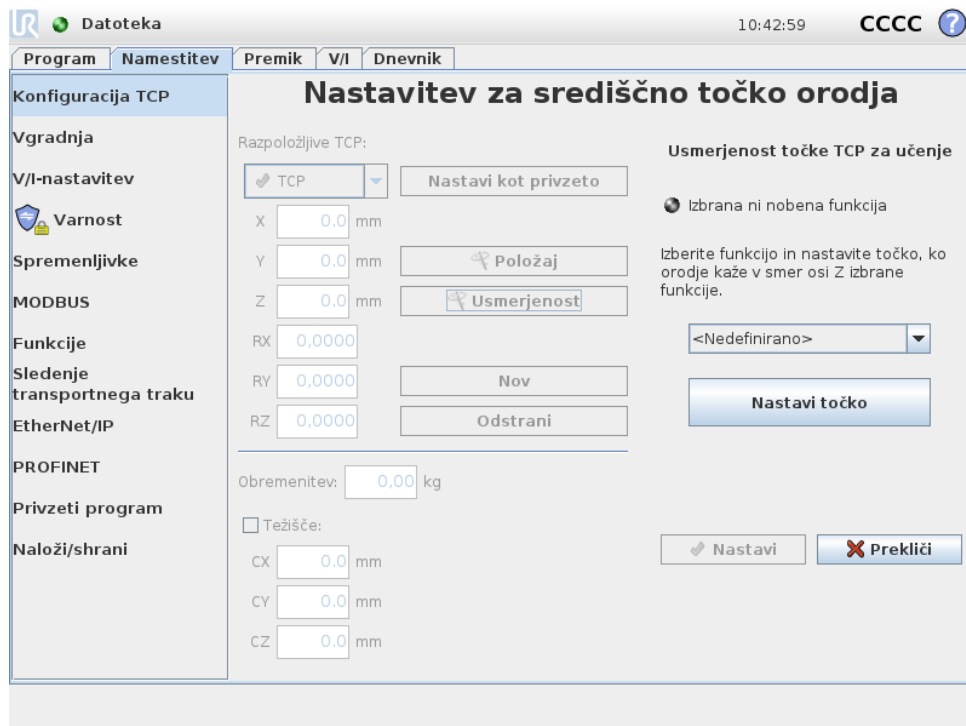 UR Datoteka 10:42:59 CCCC ?
Program Namestitev Premik V/I Dnevnik
Konfiguracija TCP
Vgradnja
V/I-nastavitev
Varnost
Spremenljivke
MODBUS
Funkcije
Sledenje
transportnega traku
EtherNet/IP
PROFINET
Privzeti program
Naloži/shrani
Nastavitev za središčno točko orodja
Razpoložljive TCP:
TCP Nastavi kot privzeto
X 0.0 mm
Y 0.0 mm Položaj
Z 0.0 mm Usmerjenost
RX 0,0000
RY 0,0000 Nov
RZ 0,0000 Odstrani
Obremenitev: 0,00 kg
Težišče:
CX 0.0 mm
CY 0.0 mm
CZ 0.0 mm
Usmerjenost točke TCP za učenje
Izbrana ni nobena funkcija
Izberite funkcijo in nastavite točko, ko
orodje kaže v smer osi Z izbrane
funkcije.
<Nedefinirano>
Nastavi točko
Nastavi Prekliči